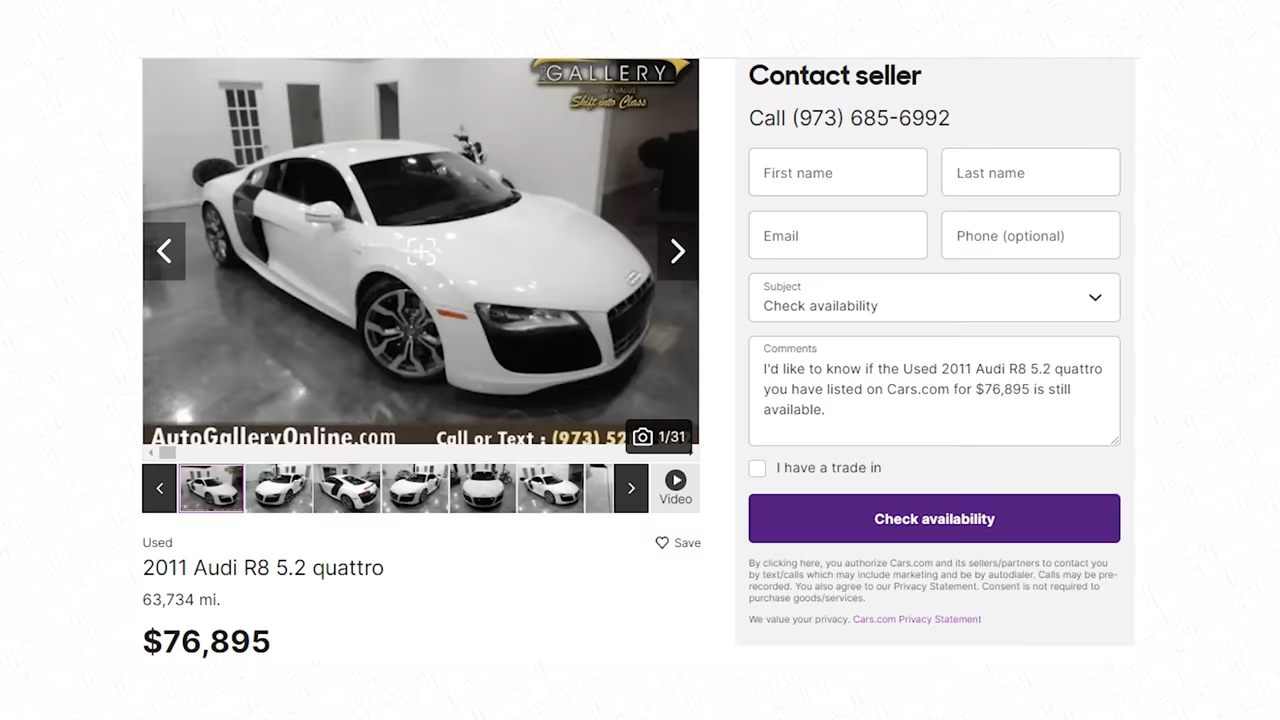 GALLERY
Shift into Class
AutoGalleryOnline.com
Call or Text : (973) 52
1/31
Video
Used
Save
2011 Audi R8 5.2 quattro
63,734 mi.
$76,895
Contact seller
Call (973) 685-6992
First name
Last name
Email
Phone (optional)
Subject
Check availability
Comments
I'd like to know if the Used 2011 Audi R8 5.2 quattro
you have listed on Cars.com for $76,895 is still
available.
I have a trade in
Check availability
By clicking here, you authorize Cars.com and its sellers/partners to contact you
by text/calls which may include marketing and be by autodialer. Calls may be pre-
recorded. You also agree to our Privacy Statement. Consent is not required to
purchase goods/services.
We value your privacy. Cars.com Privacy Statement